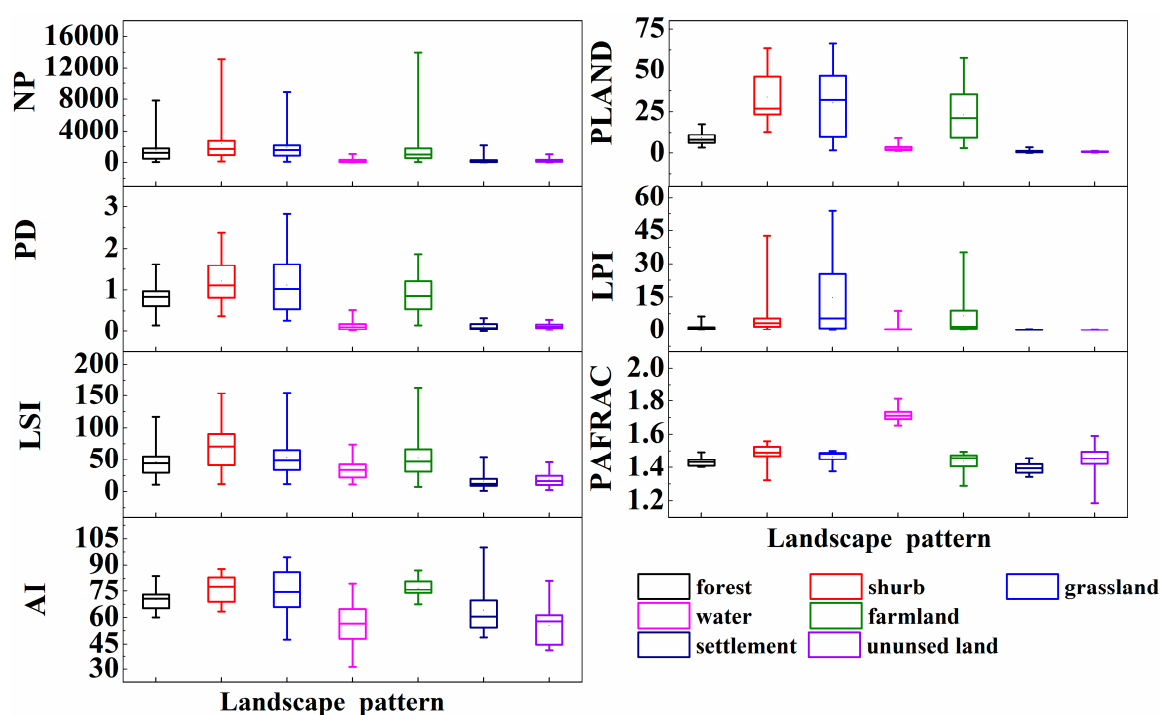 NP
16000
12000
8000
4000
0
PD
3
2
1
0
LSI
200
150
100
50
0
AI
105
90
75
60
45
30
Landscape pattern
PLAND
75
50
25
0
LPI
60
45
30
15
0
PAFRAC
2.0
1.8
1.6
1.4
1.2
Landscape pattern
forest shurb grassland
water farmland
settlement ununsed land